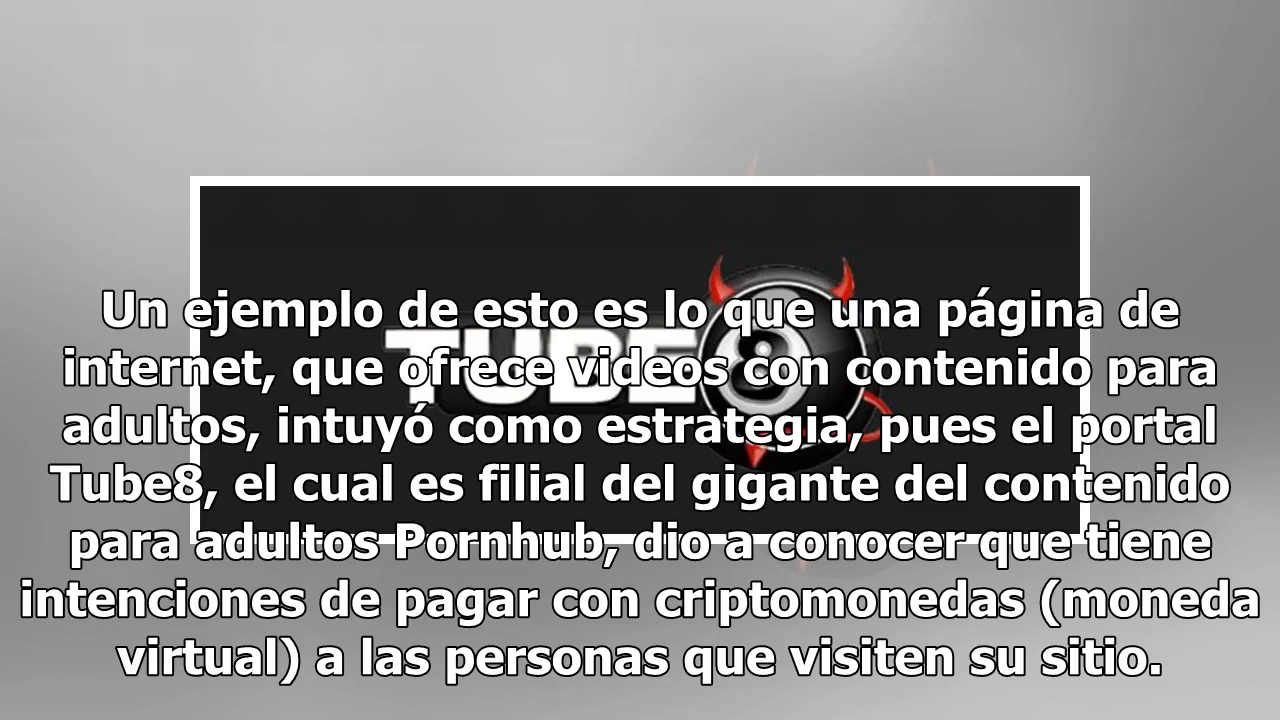 Un ejemplo de esto es lo que una página de
internet, que ofrece videos con contenido para
adultos, intuyó como estrategia, pues el portal
Tube8, el cual es filial del gigante del contenido
para adultos Pornhub, dio a conocer que tiene
intenciones de pagar con criptomonedas (moneda
virtual) a las personas que visiten su sitio.
TUBE8